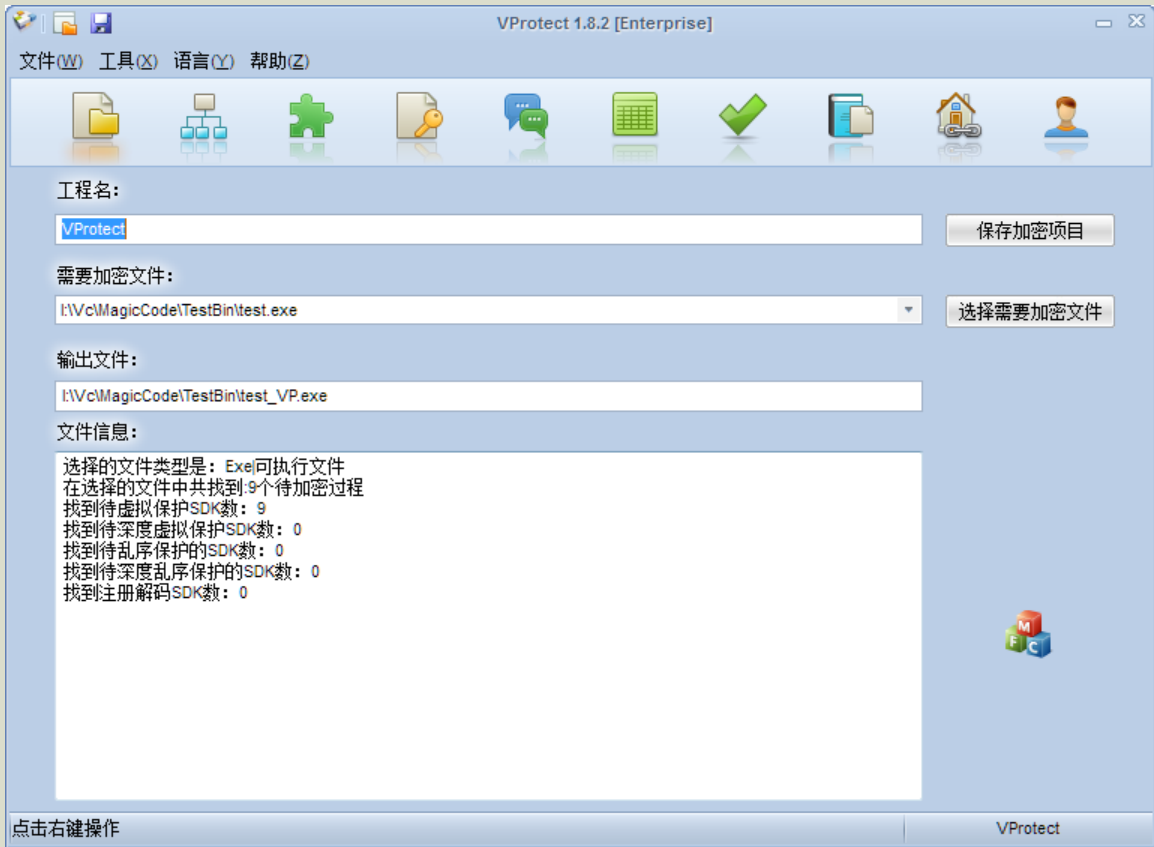 VProtect 1.8.2 [Enterprise]
文件(W) 工具(X) 语言(Y) 帮助(Z)
工程名：
VProtect
保存加密项目
需要加密文件：
I:\Vc\MagicCode\TestBin\test.exe
选择需要加密文件
输出文件：
I:\Vc\MagicCode\TestBin\test_VP.exe
文件信息：
选择的文件类型是：Exe可执行文件
在选择的文件中共找到:9个待加密过程
找到待虚拟保护SDK数：9
找到待深度虚拟保护SDK数：0
找到待乱序保护的SDK数：0
找到待深度乱序保护的SDK数：0
找到注册解码SDK数：0
M
F C
点击右键操作
VProtect